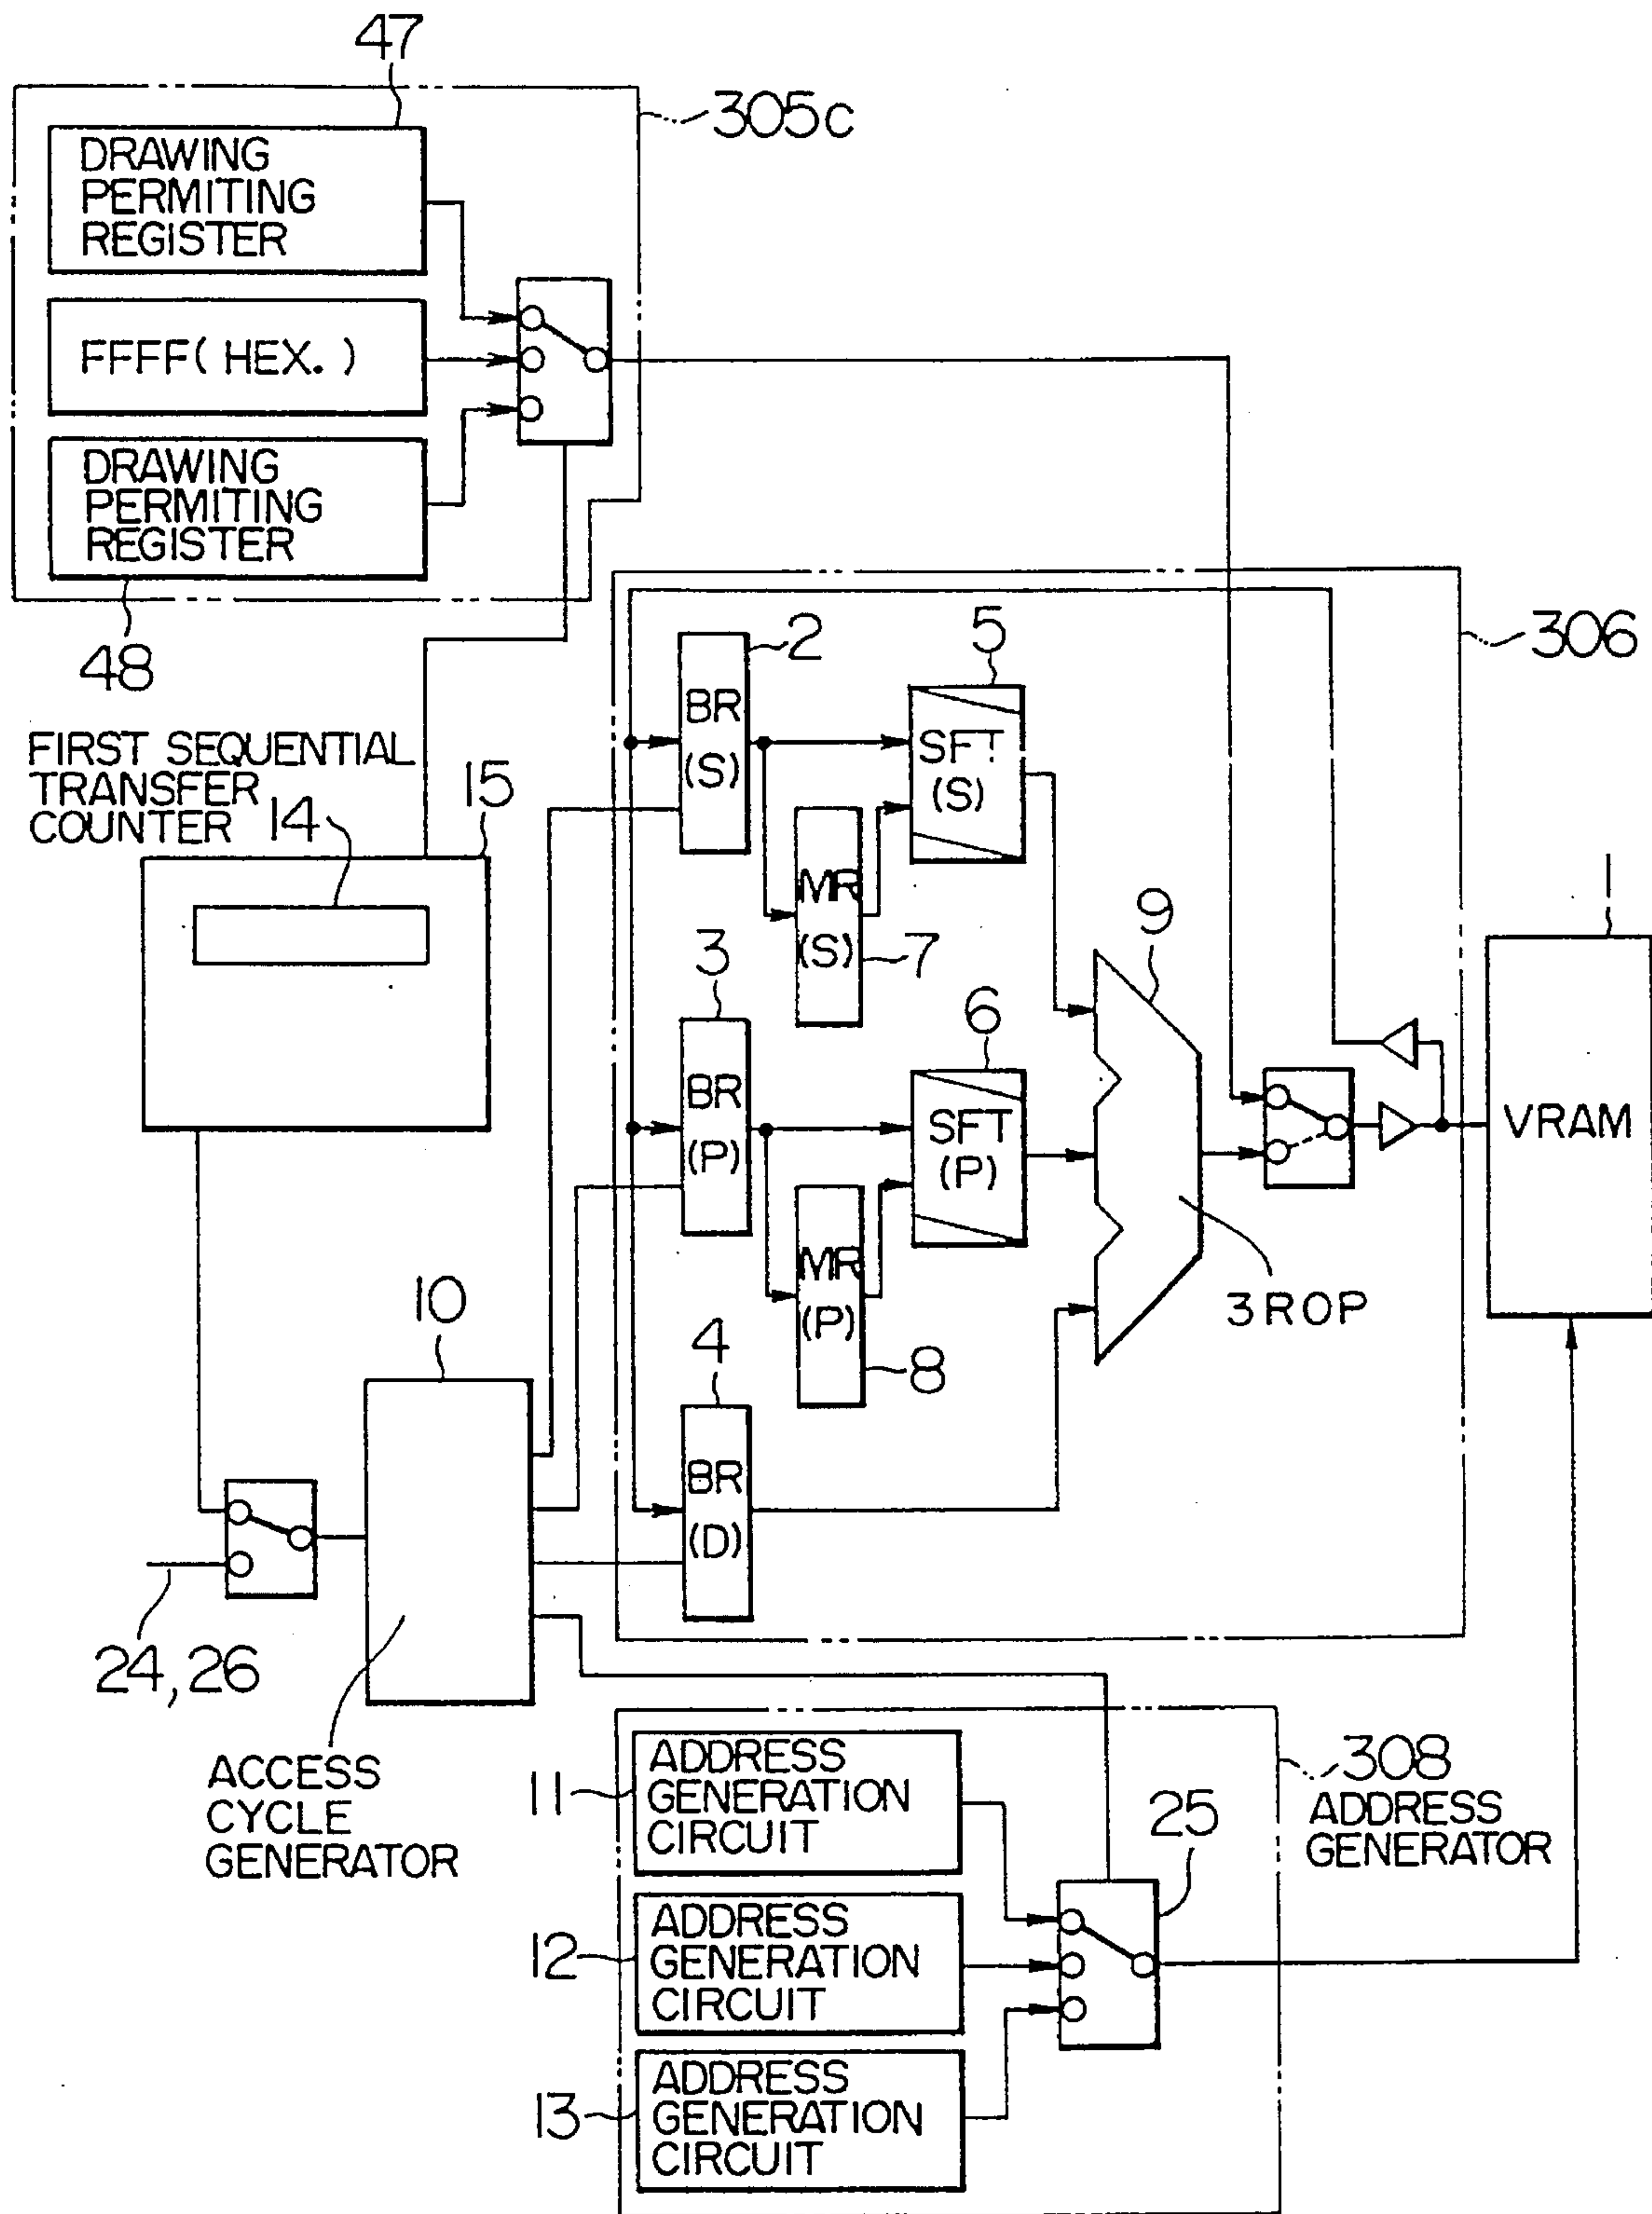 47
305c
DRAWING
PERMITING
REGISTER
FFFF( HEX. )
DRAWING
PERMITING
REGISTER
48
306
2
BR
(S)
5
SFT
(S)
FIRST SEQUENTIAL
TRANSFER
COUNTER
14
15
MR
(S)
7
1
3
BR
(P)
6
SFT
(P)
9
VRAM
MR
(P)
8
3 ROP
10
4
BR
(D)
24, 26
ACCESS
CYCLE
GENERATOR
308
ADDRESS
GENERATOR
11
ADDRESS
GENERATION
CIRCUIT
25
12
ADDRESS
GENERATION
CIRCUIT
13
ADDRESS
GENERATION
CIRCUIT